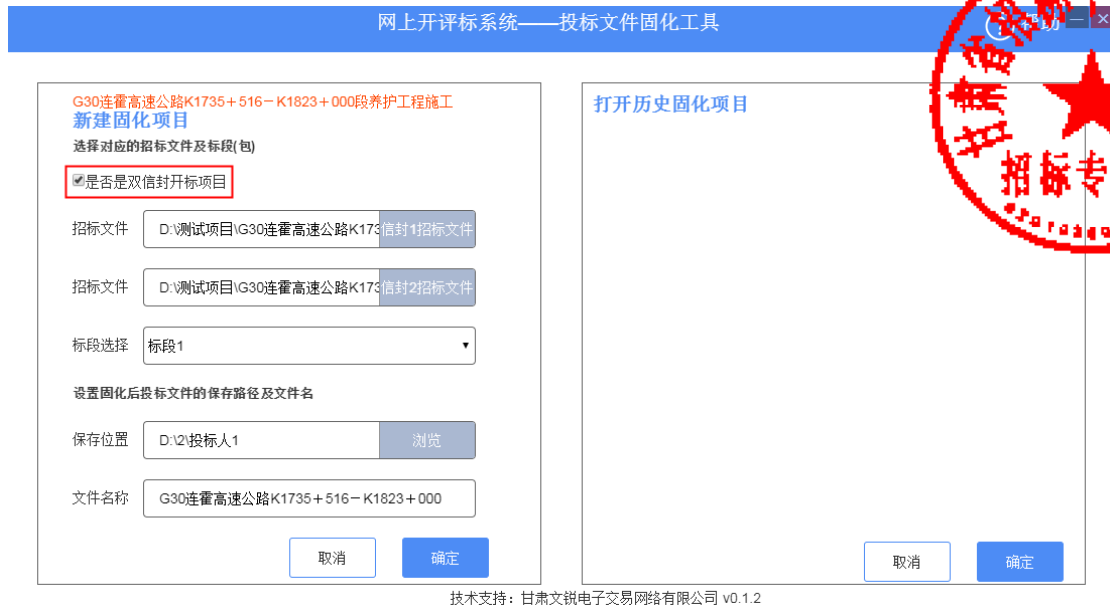 网上开评标系统——投标文件固化工具
帮助
G30连霍高速公路K1735+516-K1823+000段养护工程施工
新建固化项目
选择对应的招标文件及标段(包)
是否是双信封开标项目
招标文件 D:\测试项目\G30连霍高速公路K173 信封1招标文件
招标文件 D:\测试项目\G30连霍高速公路K173 信封2招标文件
标段选择 标段1
设置固化后投标文件的保存路径及文件名
保存位置 D:\2\投标人1 浏览
文件名称 G30连霍高速公路K1735+516-K1823+000
取消 确定
打开历史固化项目
取消 确定
技术支持：甘肃文锐电子交易网络有限公司 v0.1.2